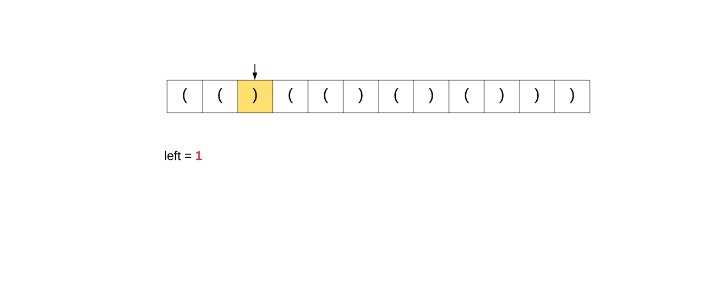 ( ( ) ( ( ) ( ) ( ) ) )
left = 1